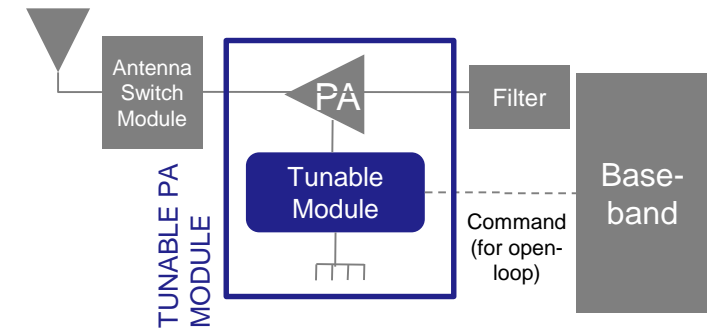 Antenna
Switch
Module
PA
Filter
Base-
band
Tunable
Module
Command
(for open-
loop)
TUNABLE PA
MODULE